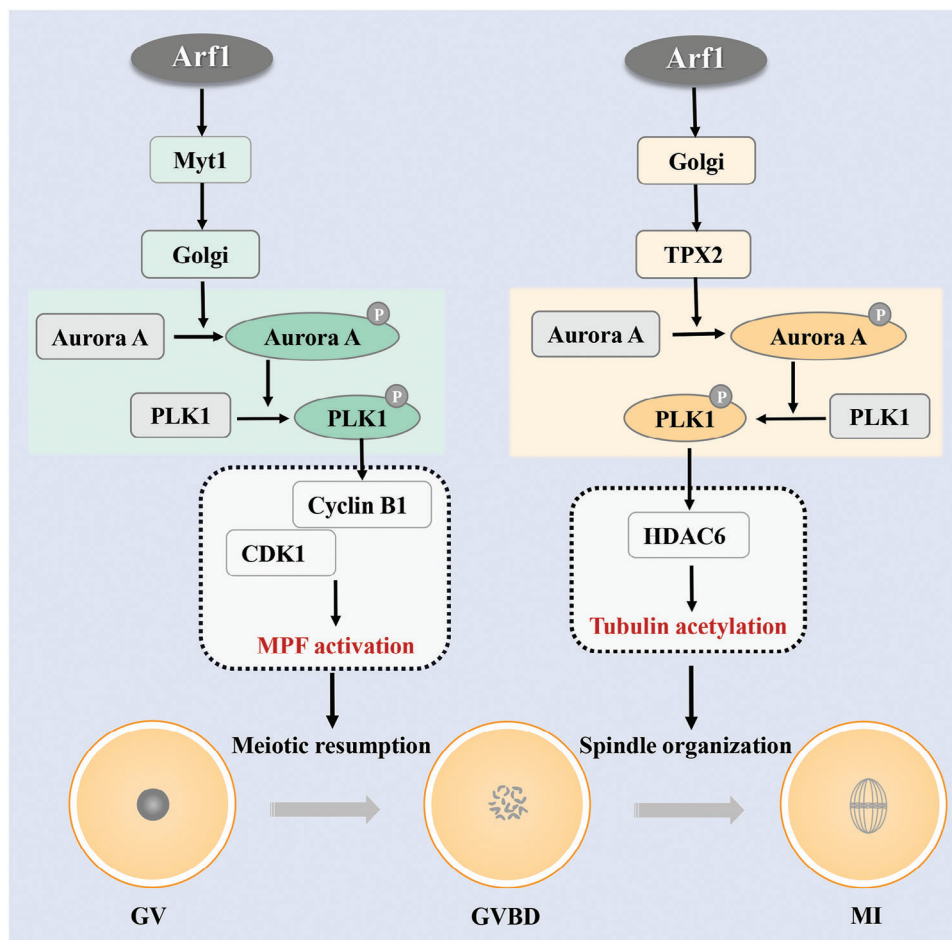 Arf1
Myt1
Golgi
Aurora A
Aurora A
P
PLK1
PLK1
P
Cyclin B1
CDK1
MPF activation
Meiotic resumption
Arf1
Golgi
TPX2
Aurora A
Aurora A
P
PLK1
P
PLK1
HDAC6
Tubulin acetylation
Spindle organization
GV
GVBD
MI